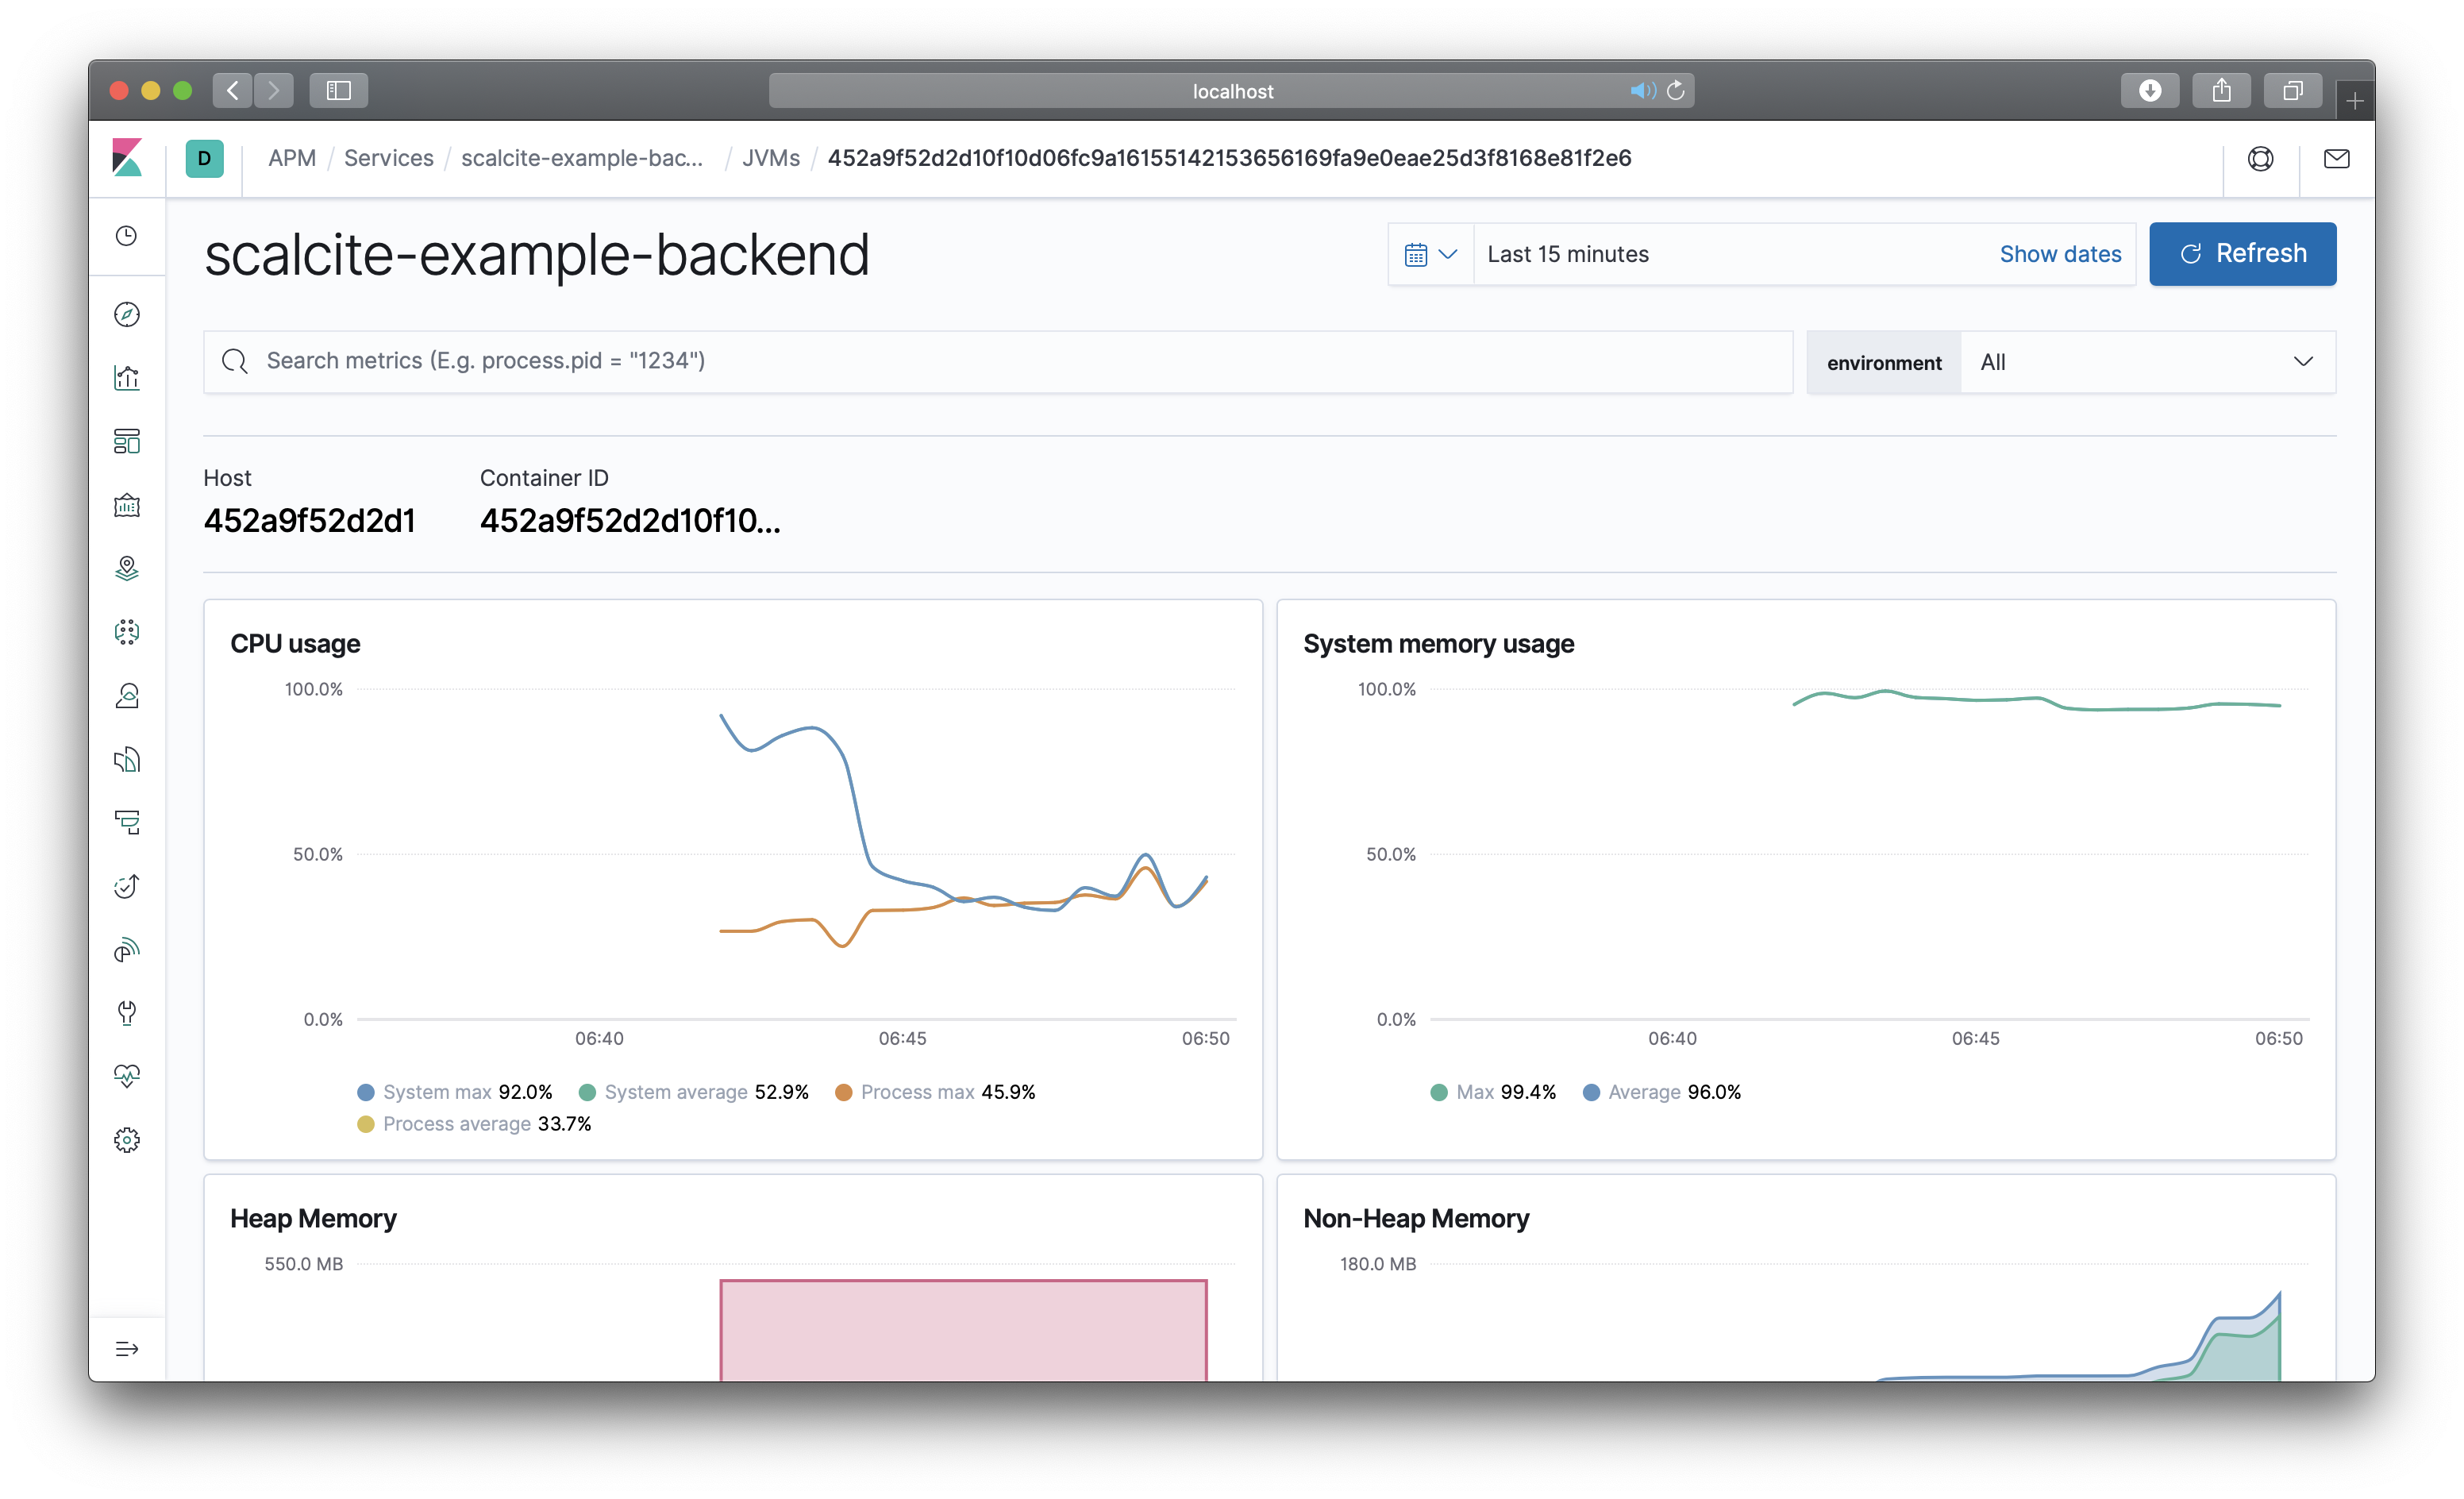 localhost
D
APM / Services / scalcite-example-bac... / JVMs / 452a9f52d2d10f10d06fc9a16155142153656169fa9e0eae25d3f8168e81f2e6
scalcite-example-backend
Last 15 minutes
Show dates
Refresh
Search metrics (E.g. process.pid = "1234")
environment
All
Host
452a9f52d2d1
Container ID
452a9f52d2d10f10...
CPU usage
100.0%
50.0%
0.0%
06:40
06:45
06:50
System max 92.0%
System average 52.9%
Process max 45.9%
Process average 33.7%
System memory usage
100.0%
50.0%
0.0%
06:40
06:45
06:50
Max 99.4%
Average 96.0%
Heap Memory
550.0 MB
Non-Heap Memory
180.0 MB